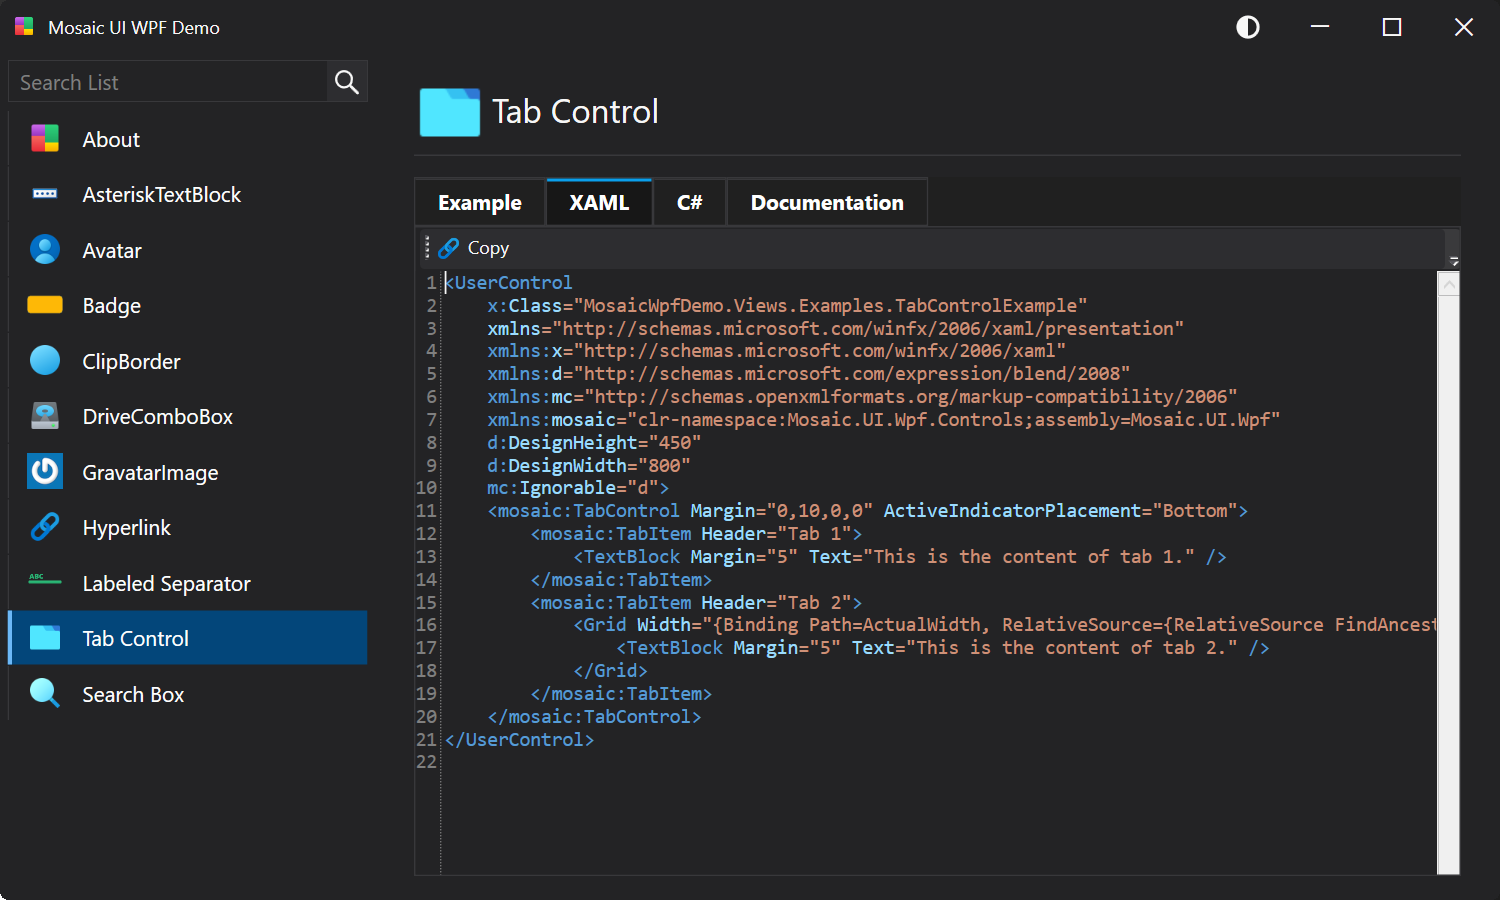 Mosaic UI WPF Demo
Search List
About
AsteriskTextBlock
Avatar
Badge
ClipBorder
DriveComboBox
GravatarImage
Hyperlink
ABC
Labeled Separator
Tab Control
Search Box
Tab Control
Example XAML C# Documentation
Copy
1 <UserControl
2 x:Class="MosaicWpfDemo.Views.Examples.TabControlExample"
3 xmlns="http://schemas.microsoft.com/winfx/2006/xaml/presentation"
4 xmlns:x="http://schemas.microsoft.com/winfx/2006/xaml"
5 xmlns:d="http://schemas.microsoft.com/expression/blend/2008"
6 xmlns:mc="http://schemas.openxmlformats.org/markup-compatibility/2006"
7 xmlns:mosaic="clr-namespace:Mosaic.UI.Wpf.Controls;assembly=Mosaic.UI.Wpf"
8 d:DesignHeight="450"
9 d:DesignWidth="800"
10 mc:Ignorable="d">
11 <mosaic:TabControl Margin="0,10,0,0" ActiveIndicatorPlacement="Bottom">
12 <mosaic:TabItem Header="Tab 1">
13 <TextBlock Margin="5" Text="This is the content of tab 1." />
14 </mosaic:TabItem>
15 <mosaic:TabItem Header="Tab 2">
16 <Grid Width="{Binding Path=ActualWidth, RelativeSource={RelativeSource FindAncest
17 <TextBlock Margin="5" Text="This is the content of tab 2." />
18 </Grid>
19 </mosaic:TabItem>
20 </mosaic:TabControl>
21 </UserControl>
22